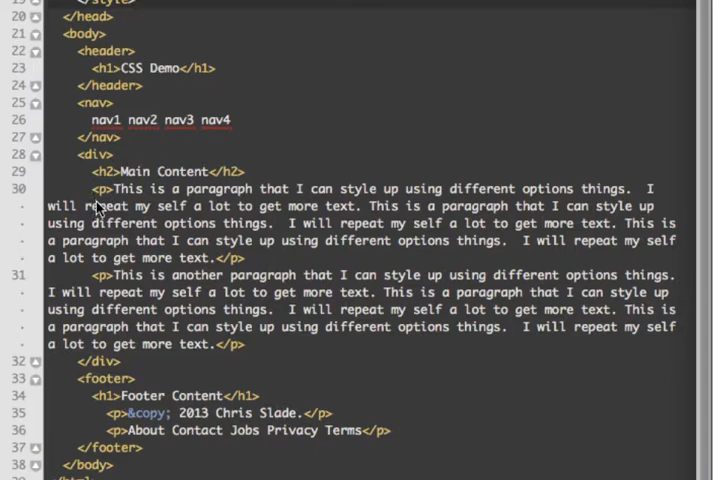 19 </style>
20 </head>
21 <body>
22 <header>
23 <h1>CSS Demo</h1>
24 </header>
25 <nav>
26 nav1 nav2 nav3 nav4
27 </nav>
28 <div>
29 <h2>Main Content</h2>
30 <p>This is a paragraph that I can style up using different options things.  I
will repeat my self a lot to get more text. This is a paragraph that I can style up
using different options things.  I will repeat my self a lot to get more text. This is
a paragraph that I can style up using different options things.  I will repeat my self
a lot to get more text.</p>
31 <p>This is another paragraph that I can style up using different options things.
I will repeat my self a lot to get more text. This is a paragraph that I can style up
using different options things.  I will repeat my self a lot to get more text. This is
a paragraph that I can style up using different options things.  I will repeat my self
a lot to get more text.</p>
32 </div>
33 <footer>
34 <h1>Footer Content</h1>
35 <p>&copy; 2013 Chris Slade.</p>
36 <p>About Contact Jobs Privacy Terms</p>
37 </footer>
38 </body>